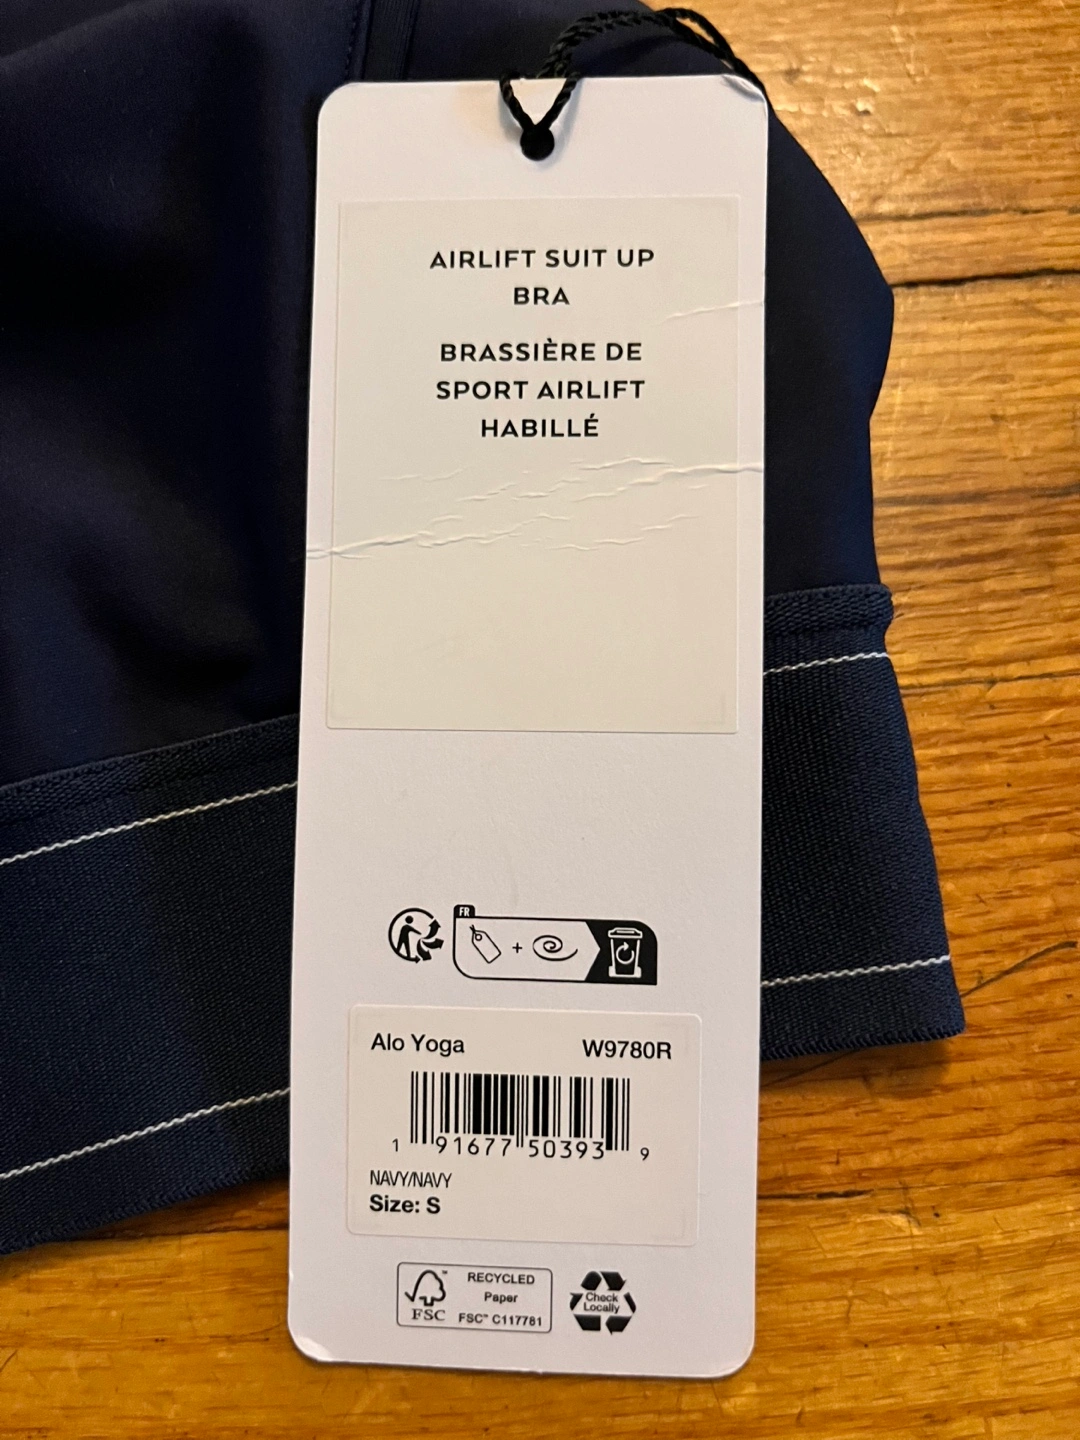 AIRLIFT SUIT UP
BRA
BRASSIÈRE DE
SPORT AIRLIFT
HABILLÉ
FR
+
Alo Yoga W9780R
1 91677 50393 9
NAVY/NAVY
Size: S
FSC™
RECYCLED
Paper
FSC™ C117781
Check
Locally